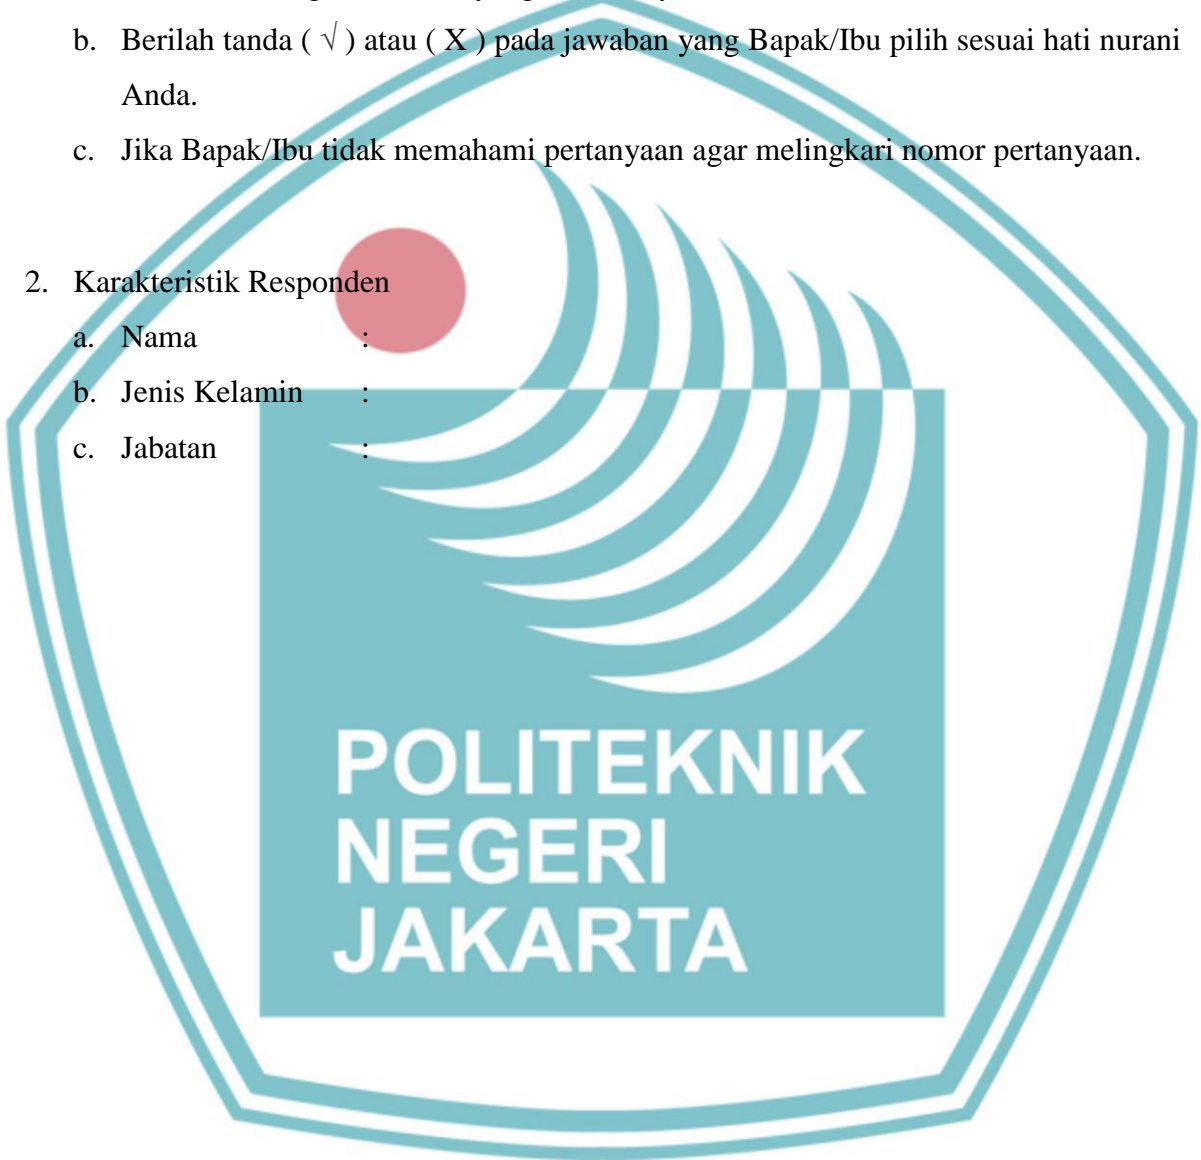 b. Berilah tanda ( √ ) atau ( X ) pada jawaban yang Bapak/Ibu pilih sesuai hati nurani
Anda.
c. Jika Bapak/Ibu tidak memahami pertanyaan agar melingkari nomor pertanyaan.
2. Karakteristik Responden
a. Nama :
b. Jenis Kelamin :
c. Jabatan :
POLITEKNIK
NEGERI
JAKARTA